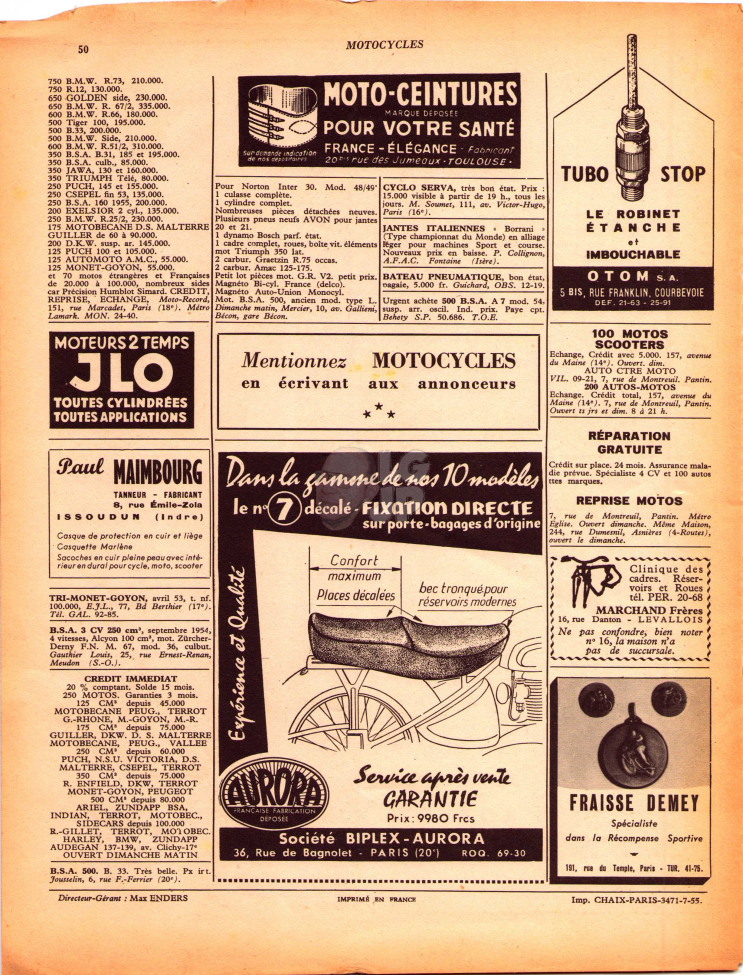 50
MOTOCYCLES
750 B.M.W. R.73, 210.000.
750 R.12, 130.000.
650 GOLDEN side, 230.000.
650 B.M.W. R. 67/2, 335.000.
600 B.M.W. R.66, 180.000.
500 Tiger 100, 195.000.
500 B.33, 200.000.
500 B.M.W. Side, 210.000.
600 B.M.W. R.51/2, 310.000.
350 B.S.A. B.31, 185 et 195.000.
350 B.S.A. culb., 85.000.
350 JAWA, 130 et 160.000.
350 TRIUMPH Télé, 80.000.
250 PUCH, 145 et 155.000.
250 CSEPEL fin 53, 135.000.
250 B.S.A. 160 1955, 200.000.
200 EXELSIOR 2 cyl., 135.000.
250 B.M.W. R.25/2, 230.000.
175 MOTOBECANE D.S. MALTERRE
GUILLER de 60 à 90.000.
200 D.K.W. susp. ar. 145.000.
125 PUCH 100 et 105.000.
125 AUTOMOTO A.M.C., 55.000.
125 MONET-GOYON, 55.000.
et 70 motos étrangères et Françaises
de 20.000 à 100.000, nombreux sides
car Précision Humblot Simard. CREDIT,
REPRISE, ECHANGE, Moto-Record,
151, rue Marcadet, Paris (18e). Métro
Lamark. MON. 24-40.
MOTEURS 2 TEMPS
JLO
TOUTES CYLINDRÉES
TOUTES APPLICATIONS
Paul MAIMBOURG
TANNEUR - FABRICANT
8, rue Émile-Zola
ISSOUDUN (Indre)
Casque de protection en cuir et liège
Casquette Marlène
Sacoches en cuir pleine peau avec inté-
rieur en dural pour cycle, moto, scooter
TRI-MONET-GOYON, avril 53, t. nf.
100.000, E.J.L., 77, Bd Berthier (17e).
Tél. GAL. 92-85.
B.S.A. 3 CV 250 cm³, septembre 1954,
4 vitesses, Alcyon 100 cm³, mot. Zürcher-
Derny F.N. M. 67, mod. 36, culbut.
Gauthier Louis, 25, rue Ernest-Renan,
Meudon (S.-O.).
CREDIT IMMEDIAT
20 % comptant. Solde 15 mois.
250 MOTOS. Garanties 3 mois.
125 CM³ depuis 45.000
MOTOBECANE PEUG., TERROT
G.-RHONE, M.-GOYON, M.-R.
175 CM³ depuis 75.000
GUILLER, DKW. D. S. MALTERRE
MOTOBECANE, PEUG., VALLEE
250 CM³ depuis 60.000
PUCH, N.S.U. VICTORIA, D.S.
MALTERRE, CSEPEL, TERROT
350 CM³ depuis 75.000
R. ENFIELD, DKW, TERROT
MONET-GOYON, PEUGEOT
500 CM³ depuis 80.000
ARIEL, ZUNDAPP BSA,
INDIAN, TERROT, MOTOBEC.,
SIDECARS depuis 100.000
R.-GILLET, TERROT, MOTOBEC.
HARLEY, BMW, ZUNDAPP
AUDEGAN 137-139, av. Clichy-17e
OUVERT DIMANCHE MATIN
B.S.A. 500. B. 33. Très belle. Px irt.
Jousselin, 6, rue F.-Ferrier (20e).
MOTO-CEINTURES
MARQUE DEPOSÉE
POUR VOTRE SANTÉ
FRANCE - ÉLÉGANCE - Fabricant
20 bis rue des Jumeaux - TOULOUSE -
Sur demande indication
de nos dépositaires
Pour Norton Inter 30. Mod. 48/49
1 culasse complète.
1 cylindre complet.
Nombreuses pièces détachées neuves.
Plusieurs pneus neufs AVON pour jantes
20 et 21.
1 dynamo Bosch parf. état.
1 cadre complet, roues, boîte vit. éléments
mot Triumph 350 lat.
2 carbur. Graetzin R.75 occas.
2 carbur. Amac 125-175.
Petit lot pièces mot. G.R. V2. petit prix.
Magnéto Bi-cyl. France (delco).
Magnéto Auto-Union Monocyl.
Mot. B.S.A. 500, ancien mod. type L.
Dimanche matin, Mercier, 10, av. Gallieni,
Bécon, gare Bécon.
CYCLO SERVA, très bon état. Prix :
15.000 visible à partir de 19 h., tous les
jours. M. Soumet, 111, av. Victor-Hugo,
Paris (16e).
JANTES ITALIENNES « Borrani »
(Type championnat du Monde) en alliage
léger pour machines Sport et course.
Nouveaux prix en baisse. P. Collignon,
A.F.A.C. Fontaine (Isère).
BATEAU PNEUMATIQUE, bon état,
pagaie, 5.000 fr. Guichard, OBS. 12-19.
Urgent achète 500 B.S.A. A 7 mod. 54,
susp. arr. oscil. Ind. prix. Paye cpt.
Behety S.P. 50.686. T.O.E.
Mentionnez MOTOCYCLES
en écrivant aux annonceurs
Dans la gamme de nos 10 modèles
le n° 7 décalé - FIXATION DIRECTE
sur porte-bagages d'origine
Expérience et Qualité
Confort
maximum
Places décalées
bec tronqué pour
réservoirs modernes
AURORA
FRANÇAISE FABRICATION
DÉPOSÉE
Service après vente
GARANTIE
Prix : 9980 Frcs
Société BIPLEX - AURORA
36, Rue de Bagnolet - PARIS (20e) ROQ. 69-30
TUBO STOP
LE ROBINET
ÉTANCHE
et
IMBOUCHABLE
OTOM S.A.
5 BIS, RUE FRANKLIN, COURBEVOIE
DEF. 21-63 - 25-91
100 MOTOS
SCOOTERS
Echange, Crédit avec 5.000. 157, avenue
du Maine (14e). Ouvert. dim.
AUTO CTRE MOTO
VIL. 09-21, 7, rue de Montreuil. Pantin.
200 AUTOS-MOTOS
Echange. Crédit total, 157, avenue du
Maine (14e). 7, rue de Montreuil, Pantin.
Ouvert ts jrs et dim. 8 à 21 h.
RÉPARATION
GRATUITE
Crédit sur place. 24 mois. Assurance mala-
die prévue. Spécialiste 4 CV et 100 autos
ttes marques.
REPRISE MOTOS
7, rue de Montreuil, Pantin. Métro
Eglise. Ouvert dimanche. Même Maison,
244, rue Dumesnil, Asnières (4-Routes),
ouvert le dimanche.
Clinique des
cadres. Réser-
voirs et Roues
tél. PER. 20-68
MARCHAND Frères
16, rue Danton - LEVALLOIS
Ne pas confondre, bien noter
n° 16, la maison n'a
pas de succursale.
FRAISSE DEMEY
Spécialiste
dans la Récompense Sportive
191, rue du Temple, Paris - TUR. 41-75.
Directeur-Gérant : Max ENDERS
IMPRIMÉ EN FRANCE
Imp. CHAIX-PARIS-3471-7-55.